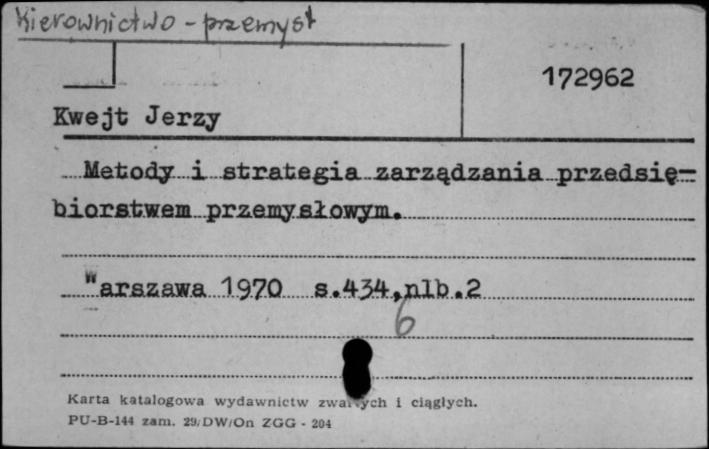 Kierownictwo - przemysł
172962
Kwejt Jerzy
Metody i strategia zarządzania przedsię-
biorstwem przemysłowym.
Warszawa 1970 s.434,nlb.2
6
Karta katalogowa wydawnictw zwartych i ciągłych.
PU-B-144 zam. 29/DW/On ZGG - 204